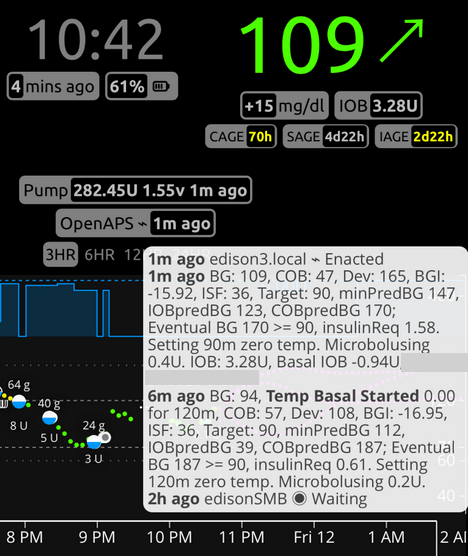 10:42
109
4 mins ago 61%
+15 mg/dl IOB 3.28U
CAGE 70h SAGE 4d22h IAGE 2d22h
Pump 282.45U 1.55v 1m ago
OpenAPS ⌁ 1m ago
3HR 6HR 12
1m ago edison3.local ⌁ Enacted
1m ago BG: 109, COB: 47, Dev: 165, BGI:
-15.92, ISF: 36, Target: 90, minPredBG 147,
IOBpredBG 123, COBpredBG 170;
Eventual BG 170 >= 90, insulinReq 1.58.
Setting 90m zero temp. Microbolusing
0.4U. IOB: 3.28U, Basal IOB -0.94U
6m ago BG: 94, Temp Basal Started 0.00
for 120m, COB: 57, Dev: 108, BGI: -16.95,
ISF: 36, Target: 90, minPredBG 112,
IOBpredBG 39, COBpredBG 187; Eventual
BG 187 >= 90, insulinReq 0.61. Setting
120m zero temp. Microbolusing 0.2U.
2h ago edisonSMB ◉ Waiting
64 g
8 U
40 g
5 U
24 g
3 U
60
40
8 PM 9 PM 10 PM 11 PM Fri 12 1 AM 2 A